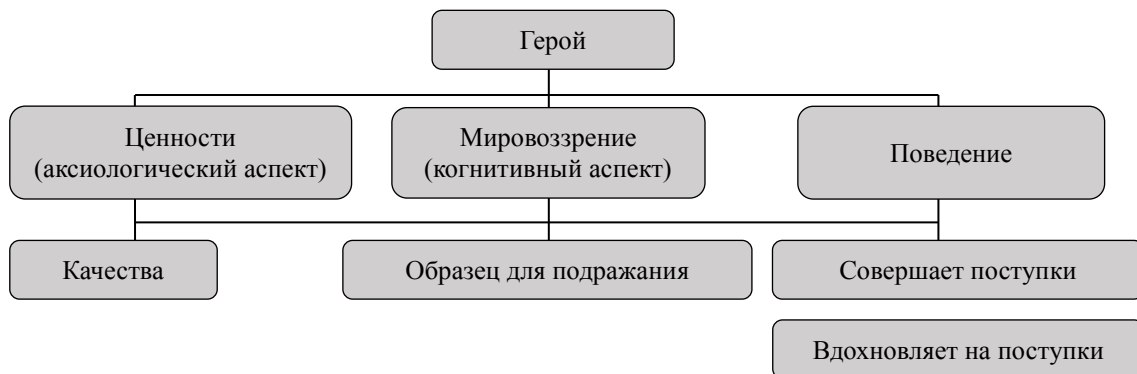 Герой
Ценности
(аксиологический аспект)
Мировоззрение
(когнитивный аспект)
Поведение
Качества
Образец для подражания
Совершает поступки
Вдохновляет на поступки